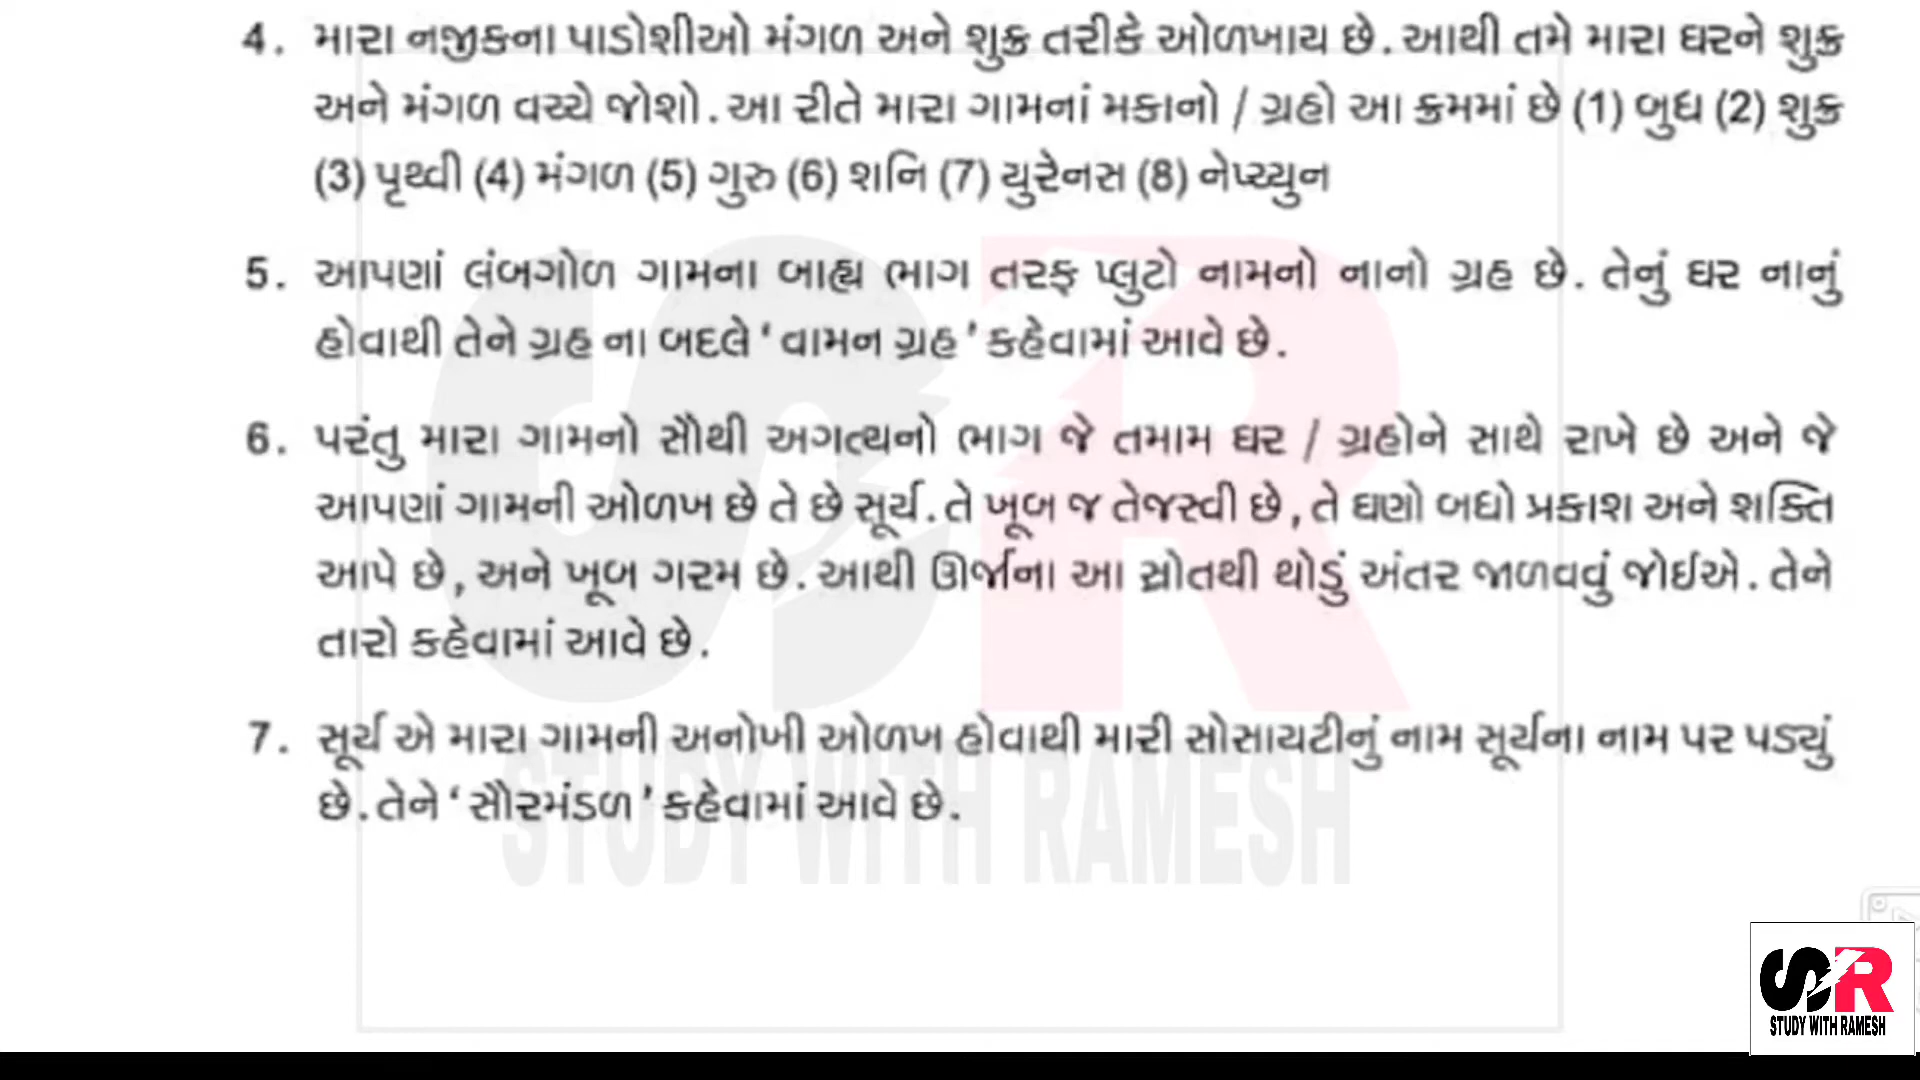 4. મારા નજીકના પાડોશીઓ મંગળ અને શુક્ર તરીકે ઓળખાય છે. આથી તમે મારા ઘરને શુક્ર
અને મંગળ વચ્ચે જોશો. આ રીતે મારા ગામનાં મકાનો / ગ્રહો આ ક્રમમાં છે (1) બુધ (2) શુક્ર
(3) પૃથ્વી (4) મંગળ (5) ગુરુ (6) શનિ (7) યુરેનસ (8) નેપ્ચ્યુન
5. આપણાં લંબગોળ ગામના બાહ્ય ભાગ તરફ પ્લુટો નામનો નાનો ગ્રહ છે. તેનું ઘર નાનું
હોવાથી તેને ગ્રહ ના બદલે ‘વામન ગ્રહ’ કહેવામાં આવે છે.
6. પરંતુ મારા ગામનો સૌથી અગત્યનો ભાગ જે તમામ ઘર / ગ્રહોને સાથે રાખે છે અને જે
આપણાં ગામની ઓળખ છે તે છે સૂર્ય. તે ખૂબ જ તેજસ્વી છે, તે ઘણો બધો પ્રકાશ અને શક્તિ
આપે છે, અને ખૂબ ગરમ છે. આથી ઊર્જાના આ સ્રોતથી થોડું અંતર જાળવવું જોઈએ. તેને
તારો કહેવામાં આવે છે.
7. સૂર્ય એ મારા ગામની અનોખી ઓળખ હોવાથી મારી સોસાયટીનું નામ સૂર્યના નામ પર પડ્યું
છે. તેને ‘સૌરમંડળ’ કહેવામાં આવે છે.
SR
STUDY WITH RAMESH
SR
STUDY WITH RAMESH